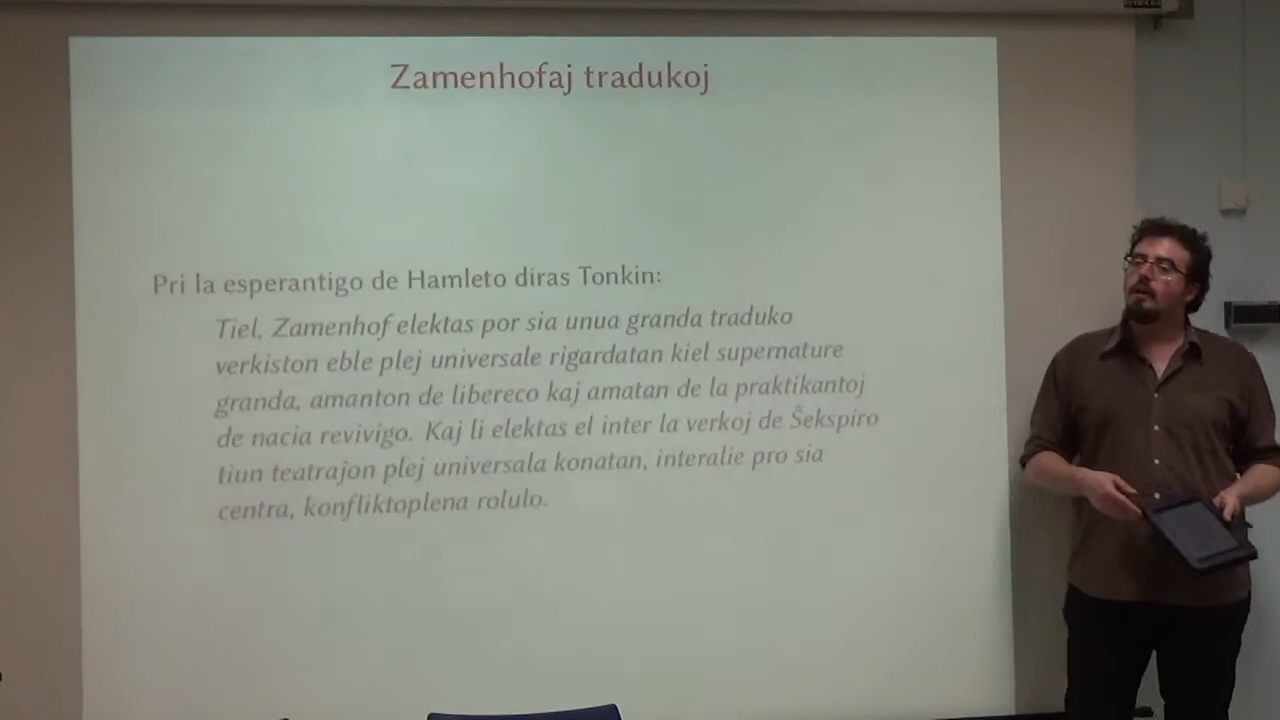 Zamenhofaj tradukoj
Pri la esperantigo de Hamleto diras Tonkin:
Tiel, Zamenhof elektas por sia unua granda traduko
verkiston eble plej universale rigardatan kiel supernature
granda, amanton de libereco kaj amatan de la praktikantoj
de nacia revivigo. Kaj li elektas el inter la verkoj de Ŝekspiro
tiun teatrajon plej universala konatan, interalie pro sia
centra, konfliktoplena rolulo.